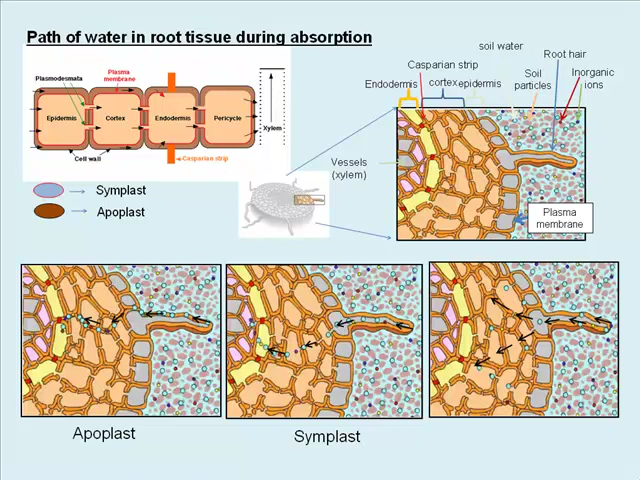 Path of water in root tissue during absorption
soil water
Root hair
Casparian strip
Inorganic
ions
Soil
particles
Endodermis
cortex
epidermis
Plasma
membrane
Plasmodesmata
Epidermis
Cortex
Endodermis
Pericycle
Xylem
Cell wall
Casparian strip
Vessels
(xylem)
Symplast
Apoplast
Plasma
membrane
Apoplast
Symplast